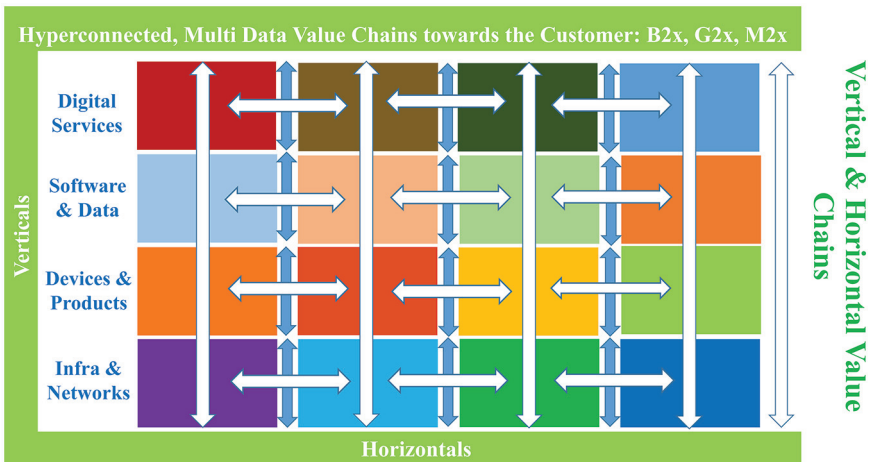 Hyperconnected, Multi Data Value Chains towards the Customer: B2x, G2x, M2x
Verticals
Digital
Services
Software
& Data
Devices &
Products
Infra &
Networks
Horizontals
Vertical & Horizontal Value
Chains